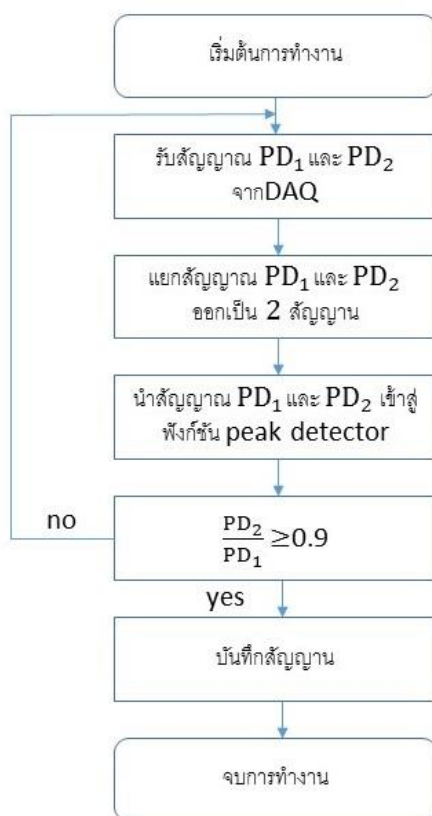 เริ่มต้นการทำงาน
รับสัญญาณ PD₁ และ PD₂
จากDAQ
แยกสัญญาณ PD₁ และ PD₂
ออกเป็น 2 สัญญาน
นำสัญญาณ PD₁ และ PD₂ เข้าสู่
ฟังก์ชัน peak detector
no
PD₂/PD₁ ≥0.9
yes
บันทึกสัญญาน
จบการทำงาน